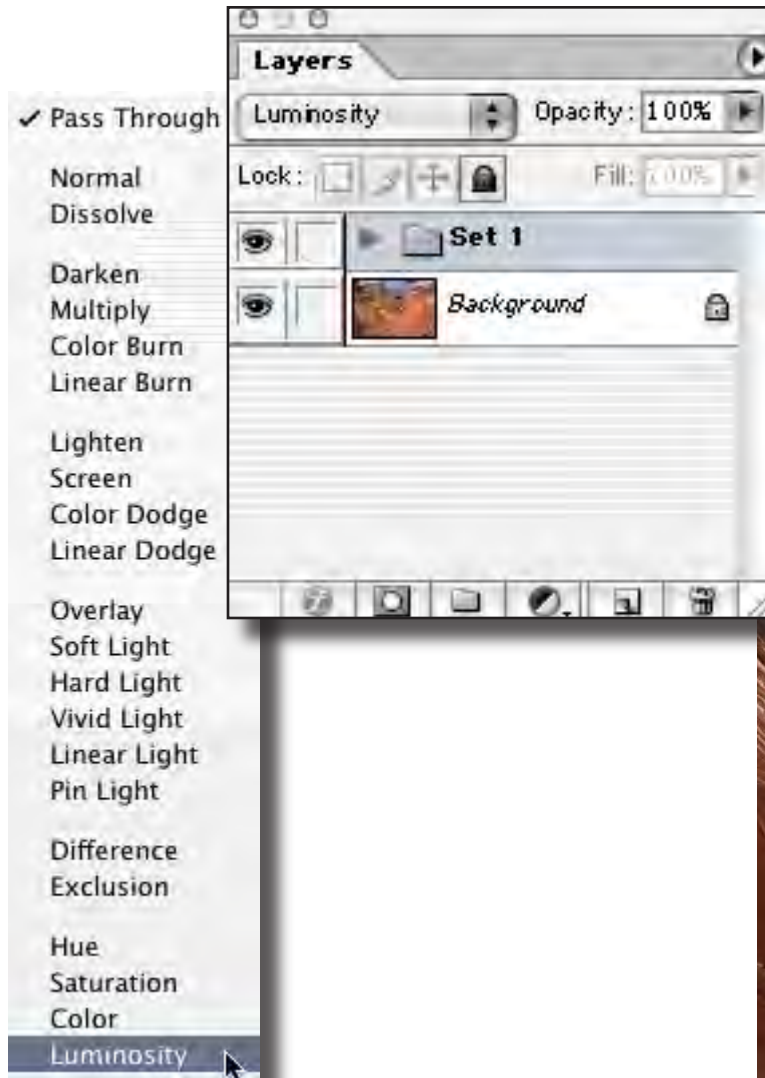 Layers
Luminosity Opacity: 100%
Lock: Fill: 100%
Set 1
Background
✓ Pass Through
Normal
Dissolve
Darken
Multiply
Color Burn
Linear Burn
Lighten
Screen
Color Dodge
Linear Dodge
Overlay
Soft Light
Hard Light
Vivid Light
Linear Light
Pin Light
Difference
Exclusion
Hue
Saturation
Color
Luminosity